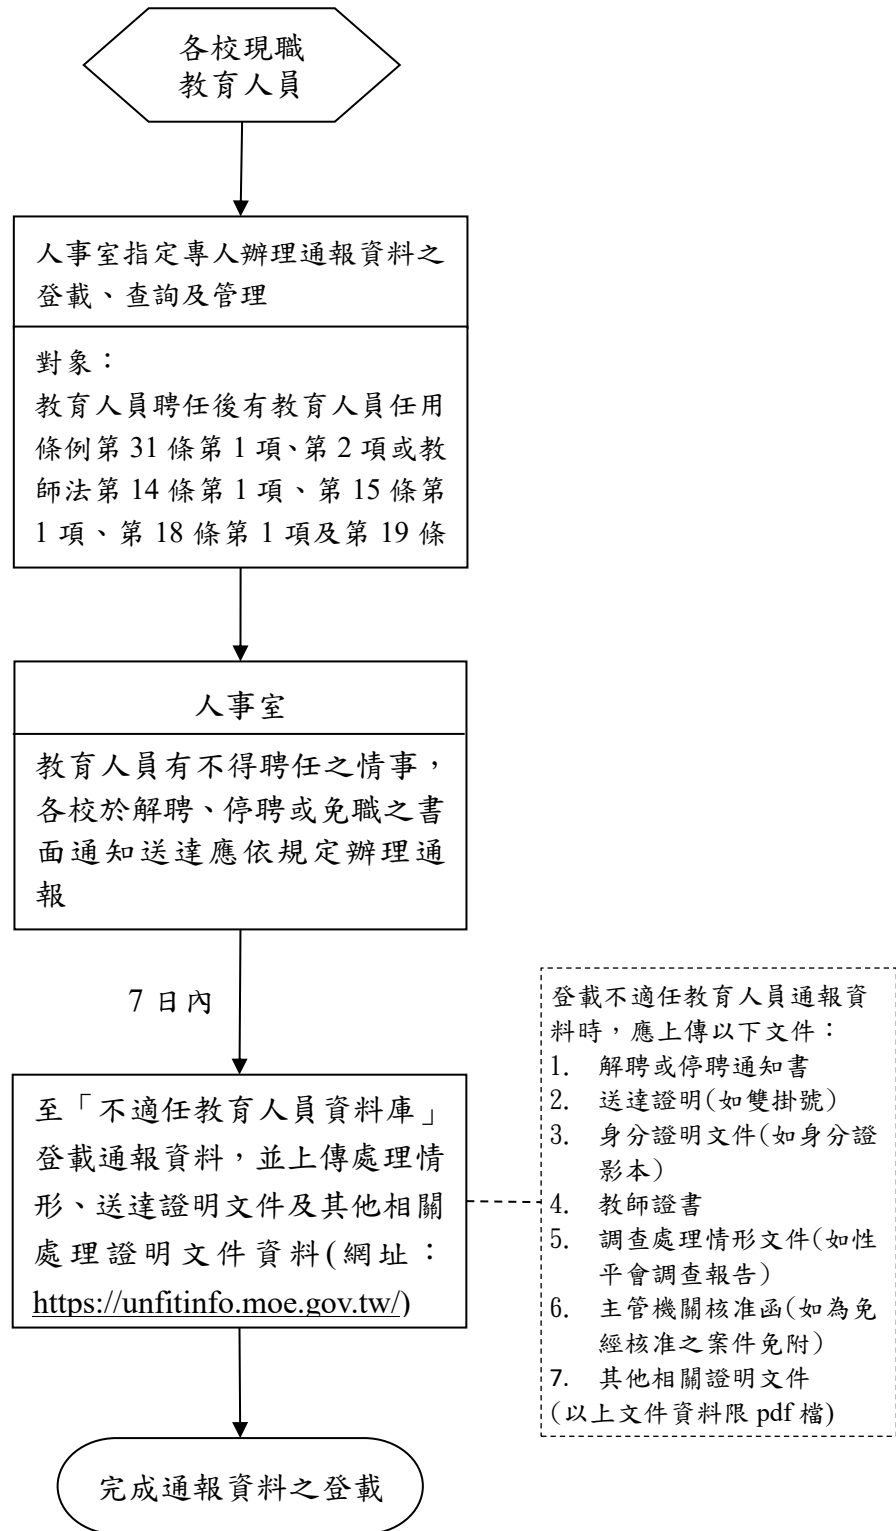 各校現職
教育人員
人事室指定專人辦理通報資料之
登載、查詢及管理
對象：
教育人員聘任後有教育人員任用
條例第 31 條第 1 項、第 2 項或教
師法第 14 條第 1 項、第 15 條第
1 項、第 18 條第 1 項及第 19 條
人事室
教育人員有不得聘任之情事，
各校於解聘、停聘或免職之書
面通知送達應依規定辦理通
報
7 日內
至「不適任教育人員資料庫」
登載通報資料，並上傳處理情
形、送達證明文件及其他相關
處理證明文件資料(網址：
https://unfitinfo.moe.gov.tw/)
登載不適任教育人員通報資
料時，應上傳以下文件：
1. 解聘或停聘通知書
2. 送達證明(如雙掛號)
3. 身分證明文件(如身分證
影本)
4. 教師證書
5. 調查處理情形文件(如性
平會調查報告)
6. 主管機關核准函(如為免
經核准之案件免附)
7. 其他相關證明文件
(以上文件資料限 pdf 檔)
完成通報資料之登載